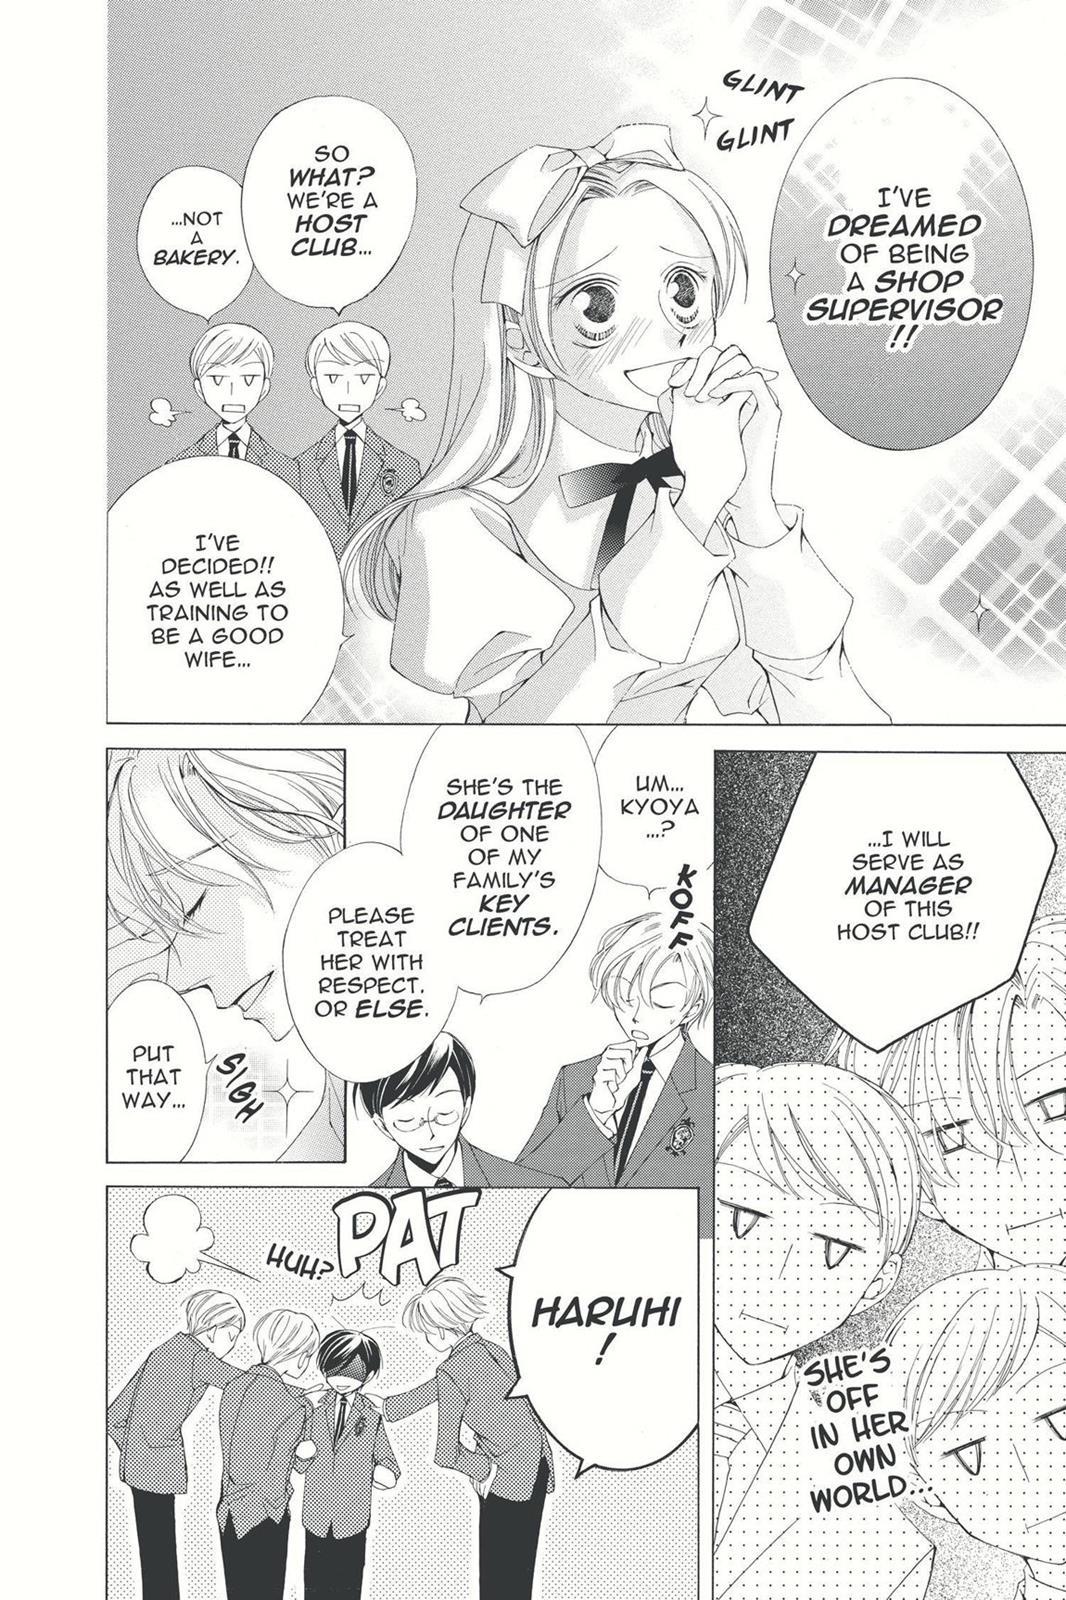 GLINT
GLINT
I'VE
DREAMED
OF BEING
A SHOP
SUPERVISOR
!!
SO
WHAT?
WE'RE A
HOST
CLUB...
...NOT
A
BAKERY.
I'VE
DECIDED!!
AS WELL AS
TRAINING TO
BE A GOOD
WIFE...
...I WILL
SERVE AS
MANAGER
OF THIS
HOST CLUB!!
SHE'S
OFF
IN HER
OWN
WORLD...
UM...
KYOYA
...?
KOFF
SHE'S THE
DAUGHTER
OF ONE
OF MY
FAMILY'S
KEY
CLIENTS.
PLEASE
TREAT
HER WITH
RESPECT.
OR ELSE.
PUT
THAT
WAY...
SIGH
HARUHI
!
PAT
HUH?